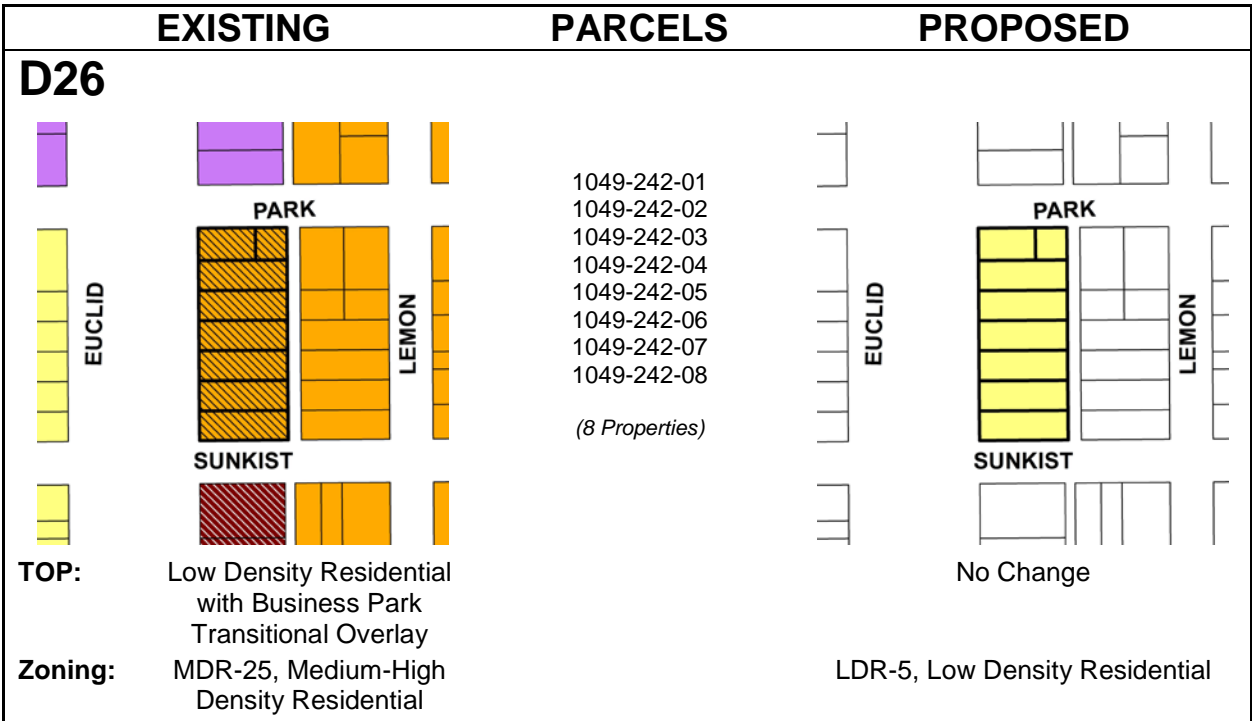 EXISTING PARCELS PROPOSED
D26
PARK
EUCLID
LEMON
SUNKIST
1049-242-01
1049-242-02
1049-242-03
1049-242-04
1049-242-05
1049-242-06
1049-242-07
1049-242-08
(8 Properties)
PARK
EUCLID
LEMON
SUNKIST
TOP: Low Density Residential
with Business Park
Transitional Overlay
No Change
Zoning: MDR-25, Medium-High
Density Residential
LDR-5, Low Density Residential